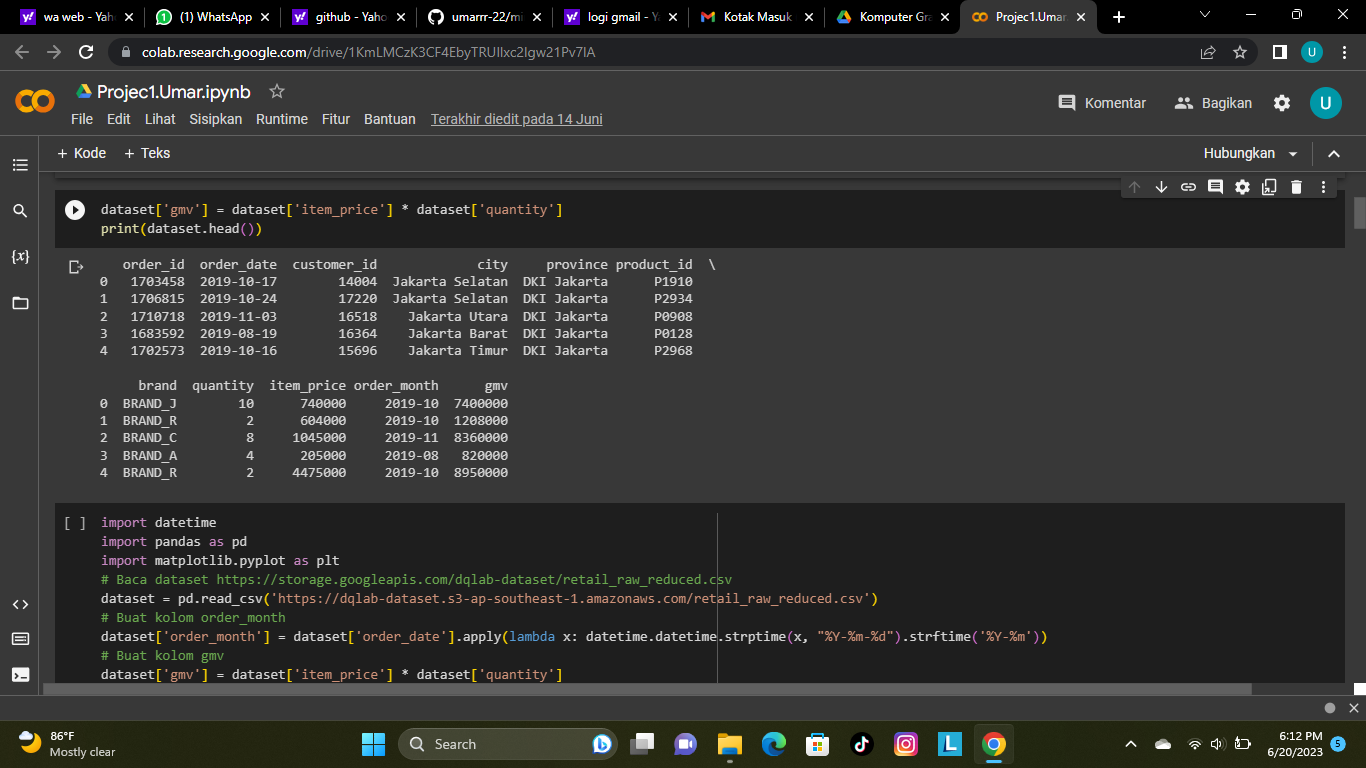 wa web - Yah
(1) WhatsApp
github - Yaho
umarrr-22/mi
logi gmail - Y
Kotak Masuk
Komputer Gra
Projec1.Umar.
colab.research.google.com/drive/
Projec1.Umar.ipynb
Komentar
Bagikan
U
File Edit Lihat Sisipkan Runtime Fitur Bantuan Terakhir diedit pada 14 Juni
+ Kode + Teks
Hubungkan
dataset['gmv'] = dataset['item_price'] * dataset['quantity']
print(dataset.head())
order_id order_date customer_id city province product_id \
0 1703458 2019-10-17 14004 Jakarta Selatan DKI Jakarta P1910
1 1706815 2019-10-24 17220 Jakarta Selatan DKI Jakarta P2934
2 1710718 2019-11-03 16518 Jakarta Utara DKI Jakarta P0908
3 1683592 2019-08-19 16364 Jakarta Barat DKI Jakarta P0128
4 1702573 2019-10-16 15696 Jakarta Timur DKI Jakarta P2968
brand quantity item_price order_month gmv
0 BRAND_J 10 740000 2019-10 7400000
1 BRAND_R 2 604000 2019-10 1208000
2 BRAND_C 8 1045000 2019-11 8360000
3 BRAND_A 4 205000 2019-08 820000
4 BRAND_R 2 4475000 2019-10 8950000
[ ] import datetime
import pandas as pd
import matplotlib.pyplot as plt
# Baca dataset https://storage.googleapis.com/dqlab-dataset/retail_raw_reduced.csv
dataset = pd.read_csv('https://dqlab-dataset.s3-ap-southeast-1.amazonaws.com/retail_raw_reduced.csv')
# Buat kolom order_month
dataset['order_month'] = dataset['order_date'].apply(lambda x: datetime.datetime.strptime(x, "%Y-%m-%d").strftime('%Y-%m'))
# Buat kolom gmv
dataset['gmv'] = dataset['item_price'] * dataset['quantity']
86°F
Mostly clear
Search
6:12 PM
6/20/2023
5